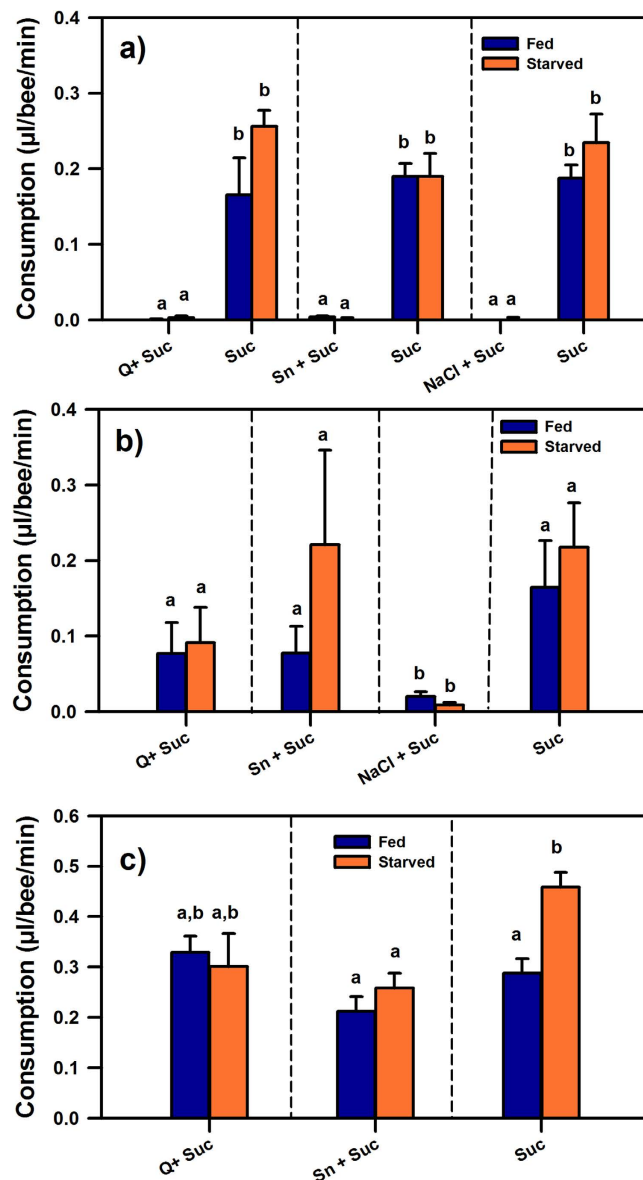 0.4
a)
Fed
Starved
b
b
b
b
b
b
0.3
0.2
0.1
a
a
a
a
a
a
0.0
Consumption (µl/bee/min)
Q+ Suc
Suc
Sn + Suc
Suc
NaCl + Suc
Suc
0.4
b)
Fed
Starved
a
0.3
a
a
0.2
a
a
a
0.1
b
b
0.0
Consumption (µl/bee/min)
Q+ Suc
Sn + Suc
NaCl + Suc
Suc
0.6
c)
Fed
Starved
b
0.5
a,b
a,b
0.4
a
a
a
0.3
0.2
0.1
0.0
Consumption (µl/bee/min)
Q+ Suc
Sn + Suc
Suc